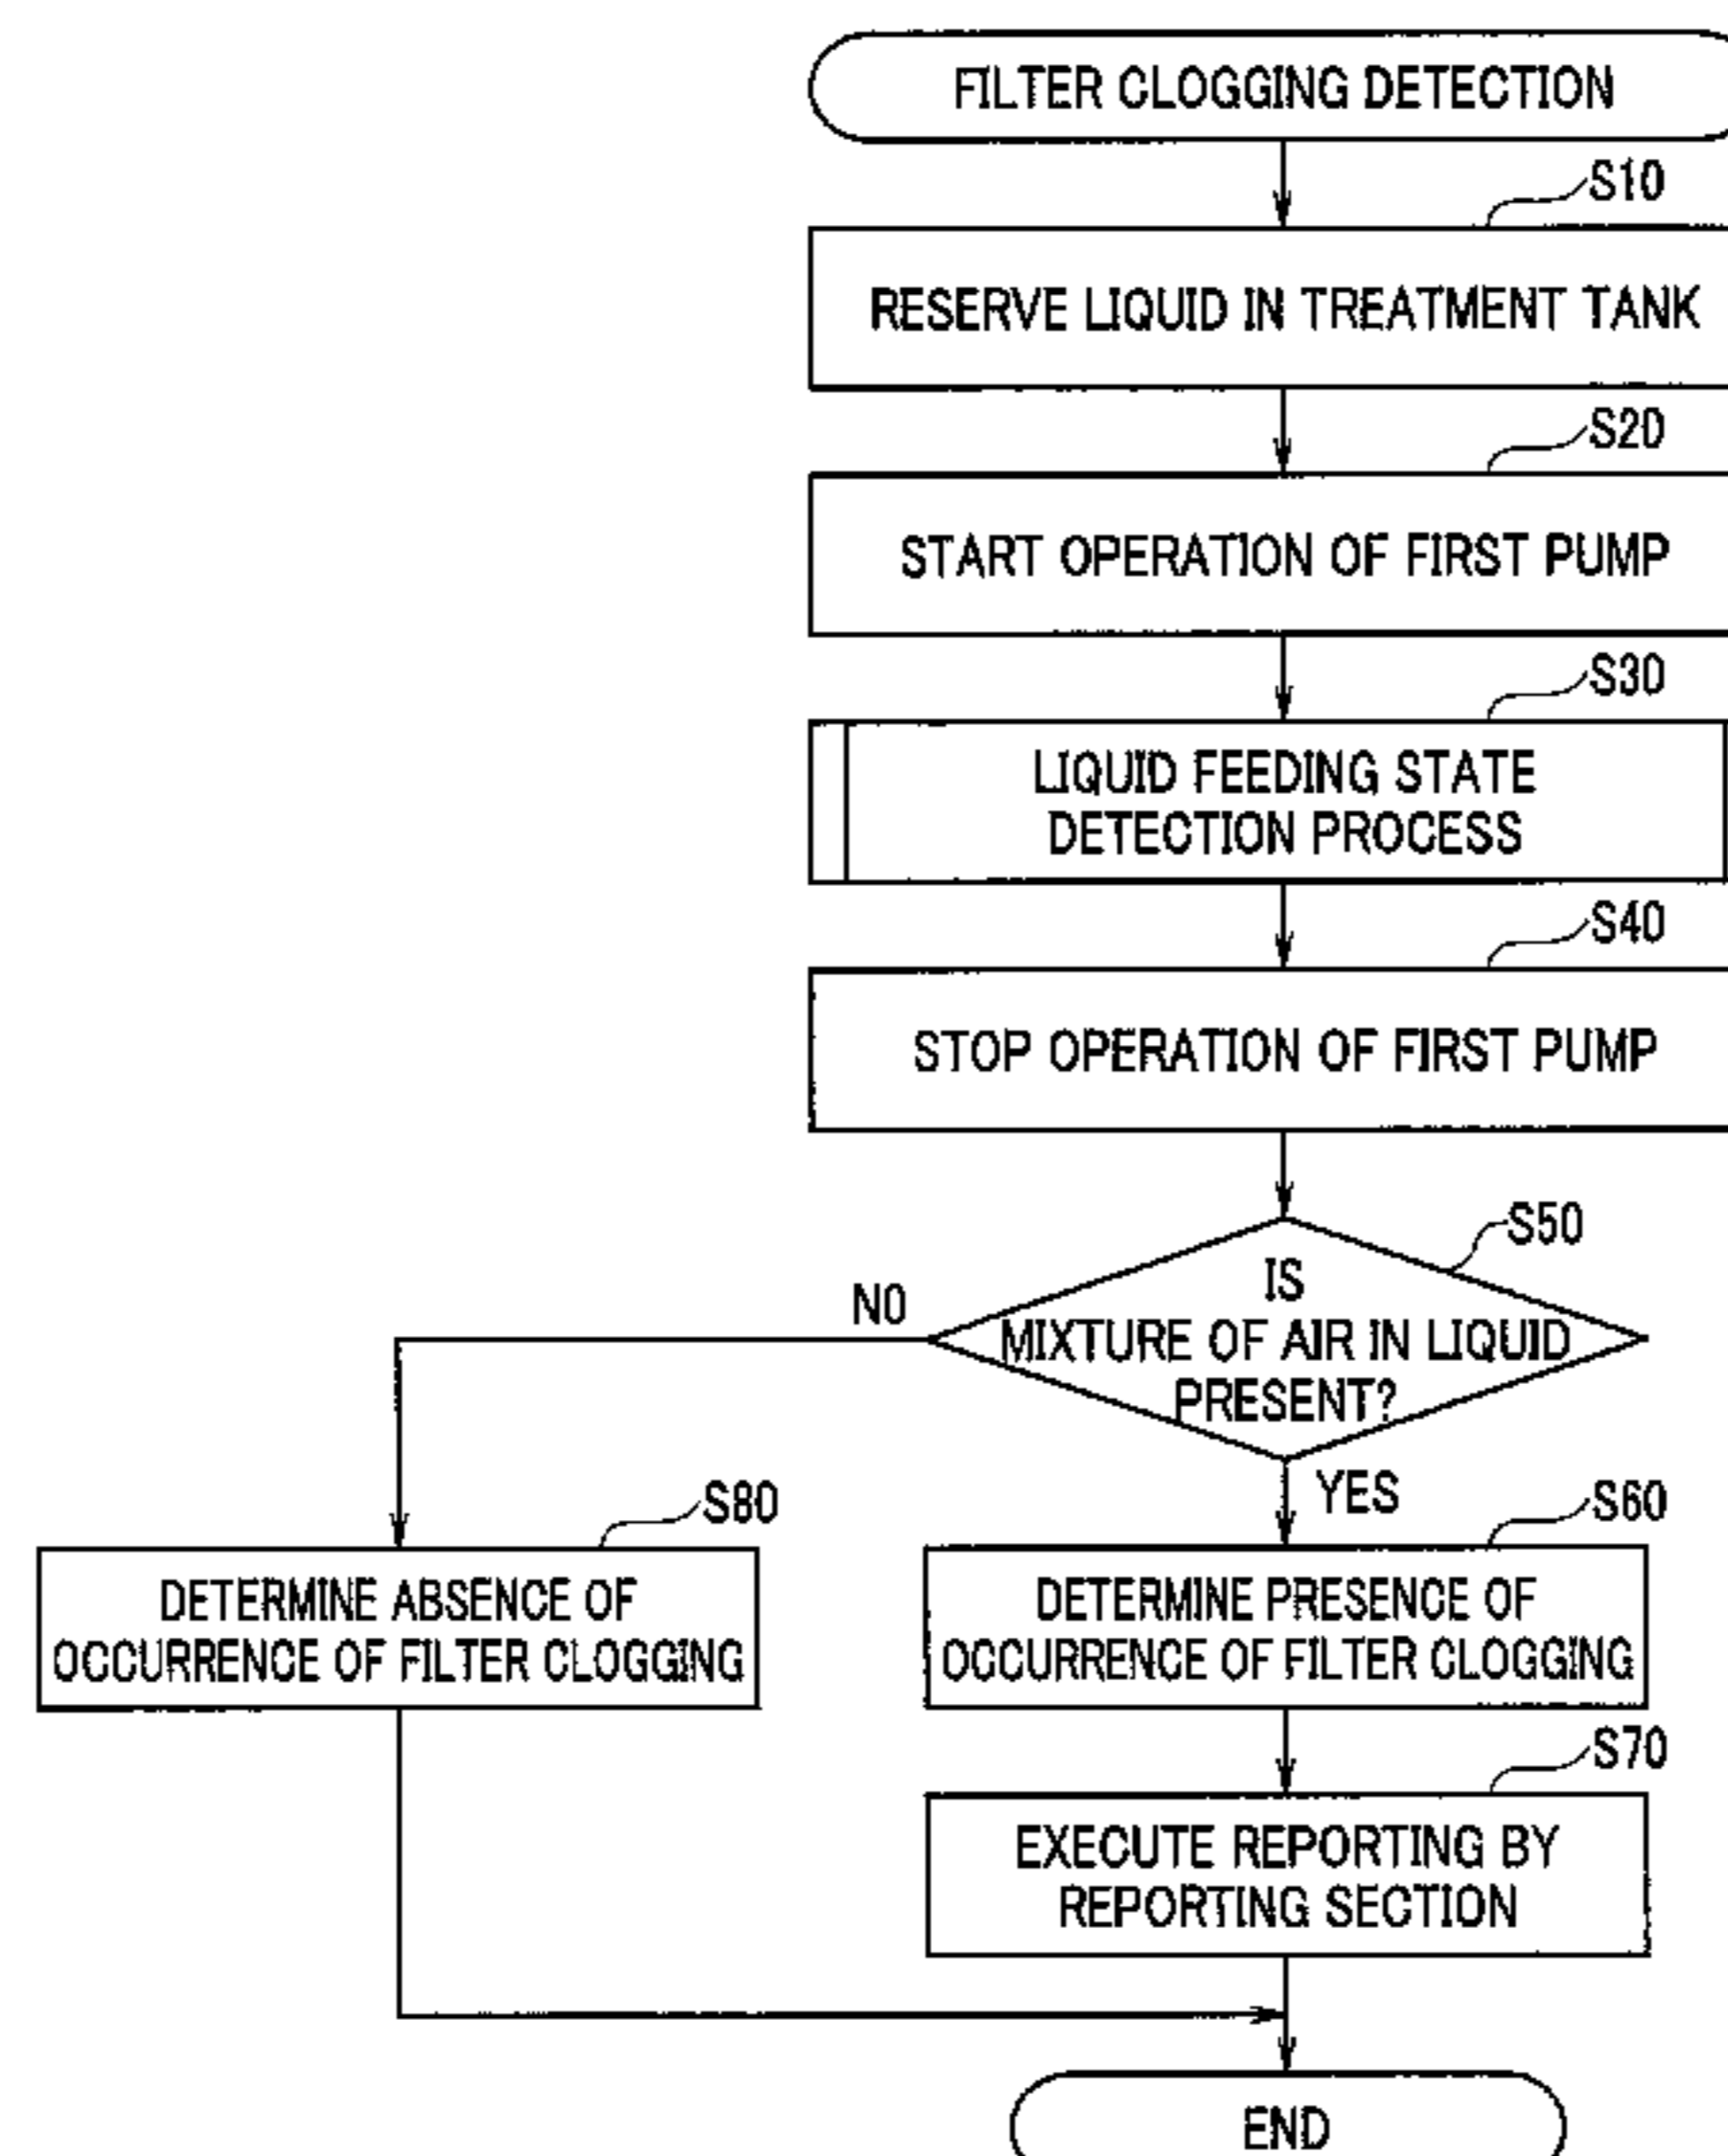 FILTER CLOGGING DETECTION
S10
RESERVE LIQUID IN TREATMENT TANK
S20
START OPERATION OF FIRST PUMP
S30
LIQUID FEEDING STATE
DETECTION PROCESS
S40
STOP OPERATION OF FIRST PUMP
S50
IS
MIXTURE OF AIR IN LIQUID
PRESENT?
NO
YES
S80
DETERMINE ABSENCE OF
OCCURRENCE OF FILTER CLOGGING
S60
DETERMINE PRESENCE OF
OCCURRENCE OF FILTER CLOGGING
S70
EXECUTE REPORTING BY
REPORTING SECTION
END